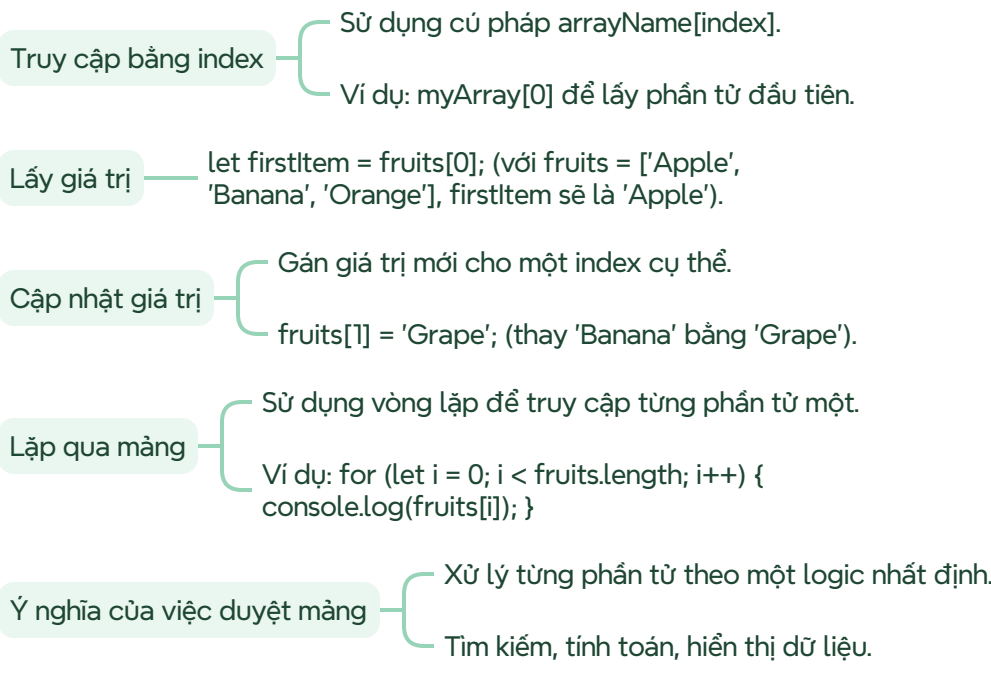 Truy cập bằng index
Sử dụng cú pháp arrayName[index].
Ví dụ: myArray[0] để lấy phần tử đầu tiên.
Lấy giá trị
let firstItem = fruits[0]; (với fruits = ['Apple',
'Banana', 'Orange'], firstItem sẽ là 'Apple').
Cập nhật giá trị
Gán giá trị mới cho một index cụ thể.
fruits[1] = 'Grape'; (thay 'Banana' bằng 'Grape').
Lặp qua mảng
Sử dụng vòng lặp để truy cập từng phần tử một.
Ví dụ: for (let i = 0; i < fruits.length; i++) {
console.log(fruits[i]); }
Ý nghĩa của việc duyệt mảng
Xử lý từng phần tử theo một logic nhất định.
Tìm kiếm, tính toán, hiển thị dữ liệu.